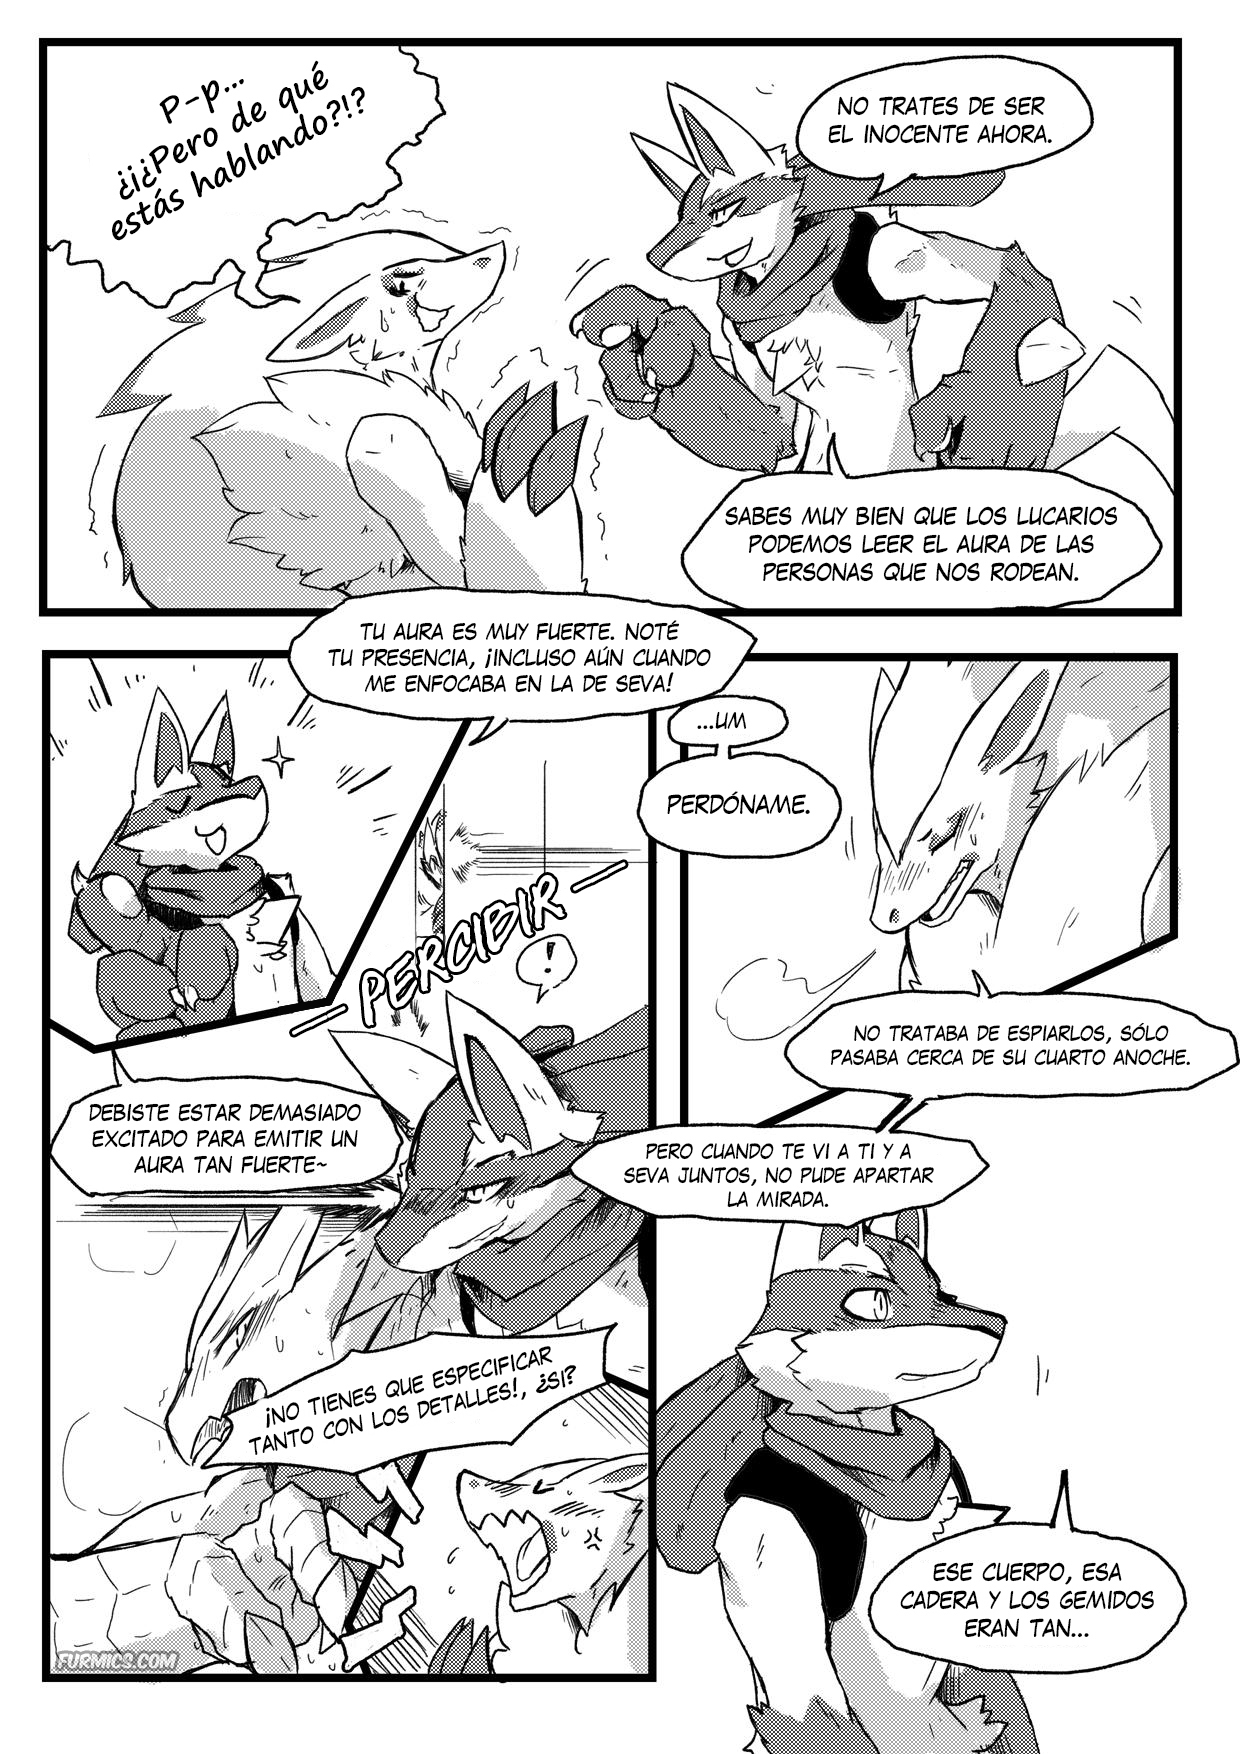 P-p...
¿¡¿Pero de qué
estás hablando?!?
NO TRATES DE SER
EL INOCENTE AHORA.
SABES MUY BIEN QUE LOS LUCARIOS
PODEMOS LEER EL AURA DE LAS
PERSONAS QUE NOS RODEAN.
TU AURA ES MUY FUERTE. NOTÉ
TU PRESENCIA, ¡INCLUSO AÚN CUANDO
ME ENFOCABA EN LA DE SEVA!
PERCIBIR
!
DEBISTE ESTAR DEMASIADO
EXCITADO PARA EMITIR UN
AURA TAN FUERTE~
¡NO TIENES QUE ESPECIFICAR
TANTO CON LOS DETALLES!, ¿SI?
...UM
PERDÓNAME.
NO TRATABA DE ESPIARLOS, SÓLO
PASABA CERCA DE SU CUARTO ANOCHE.
PERO CUANDO TE VI A TI Y A
SEVA JUNTOS, NO PUDE APARTAR
LA MIRADA.
ESE CUERPO, ESA
CADERA Y LOS GEMIDOS
ERAN TAN...
FURMICS.COM